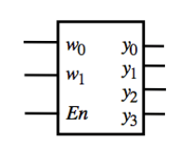 w₀ y₀
w₁ y₁
y₂
En y₃